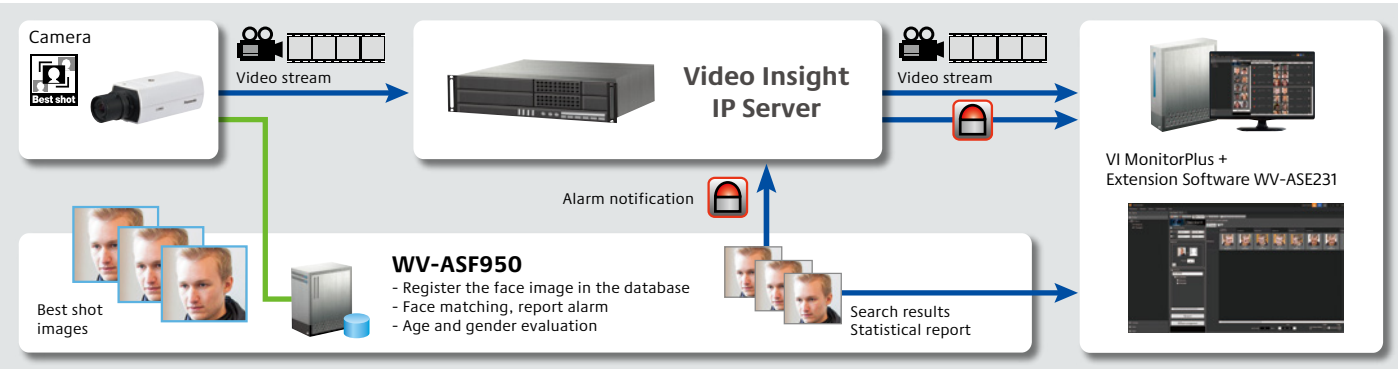 Camera
Best shot
Video stream
Video Insight
IP Server
Video stream
VI MonitorPlus +
Extension Software WV-ASE231
Alarm notification
Best shot
images
WV-ASF950
- Register the face image in the database
- Face matching, report alarm
- Age and gender evaluation
Search results
Statistical report